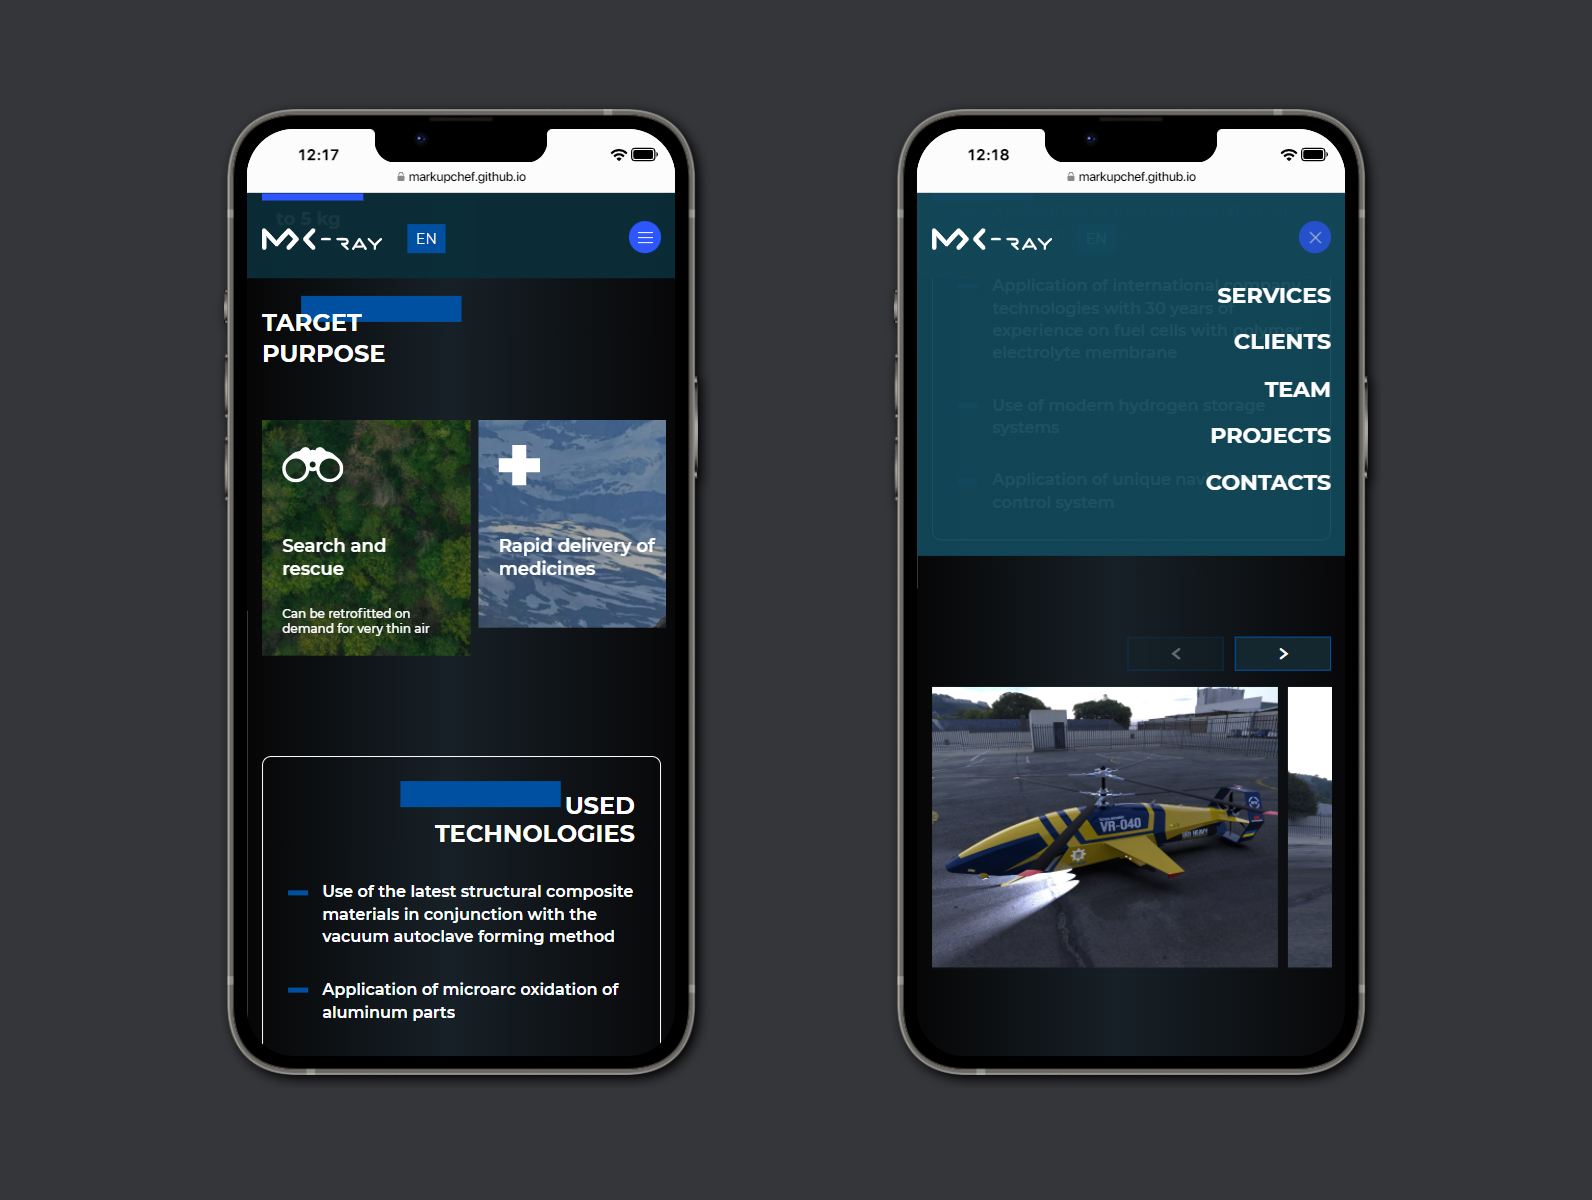 12:17
markupchef.github.io
to 5 kg
MX-RAY
EN
TARGET
PURPOSE
Search and
rescue
Can be retrofitted on
demand for very thin air
Rapid delivery of
medicines
USED
TECHNOLOGIES
Use of the latest structural composite
materials in conjunction with the
vacuum autoclave forming method
Application of microarc oxidation of
aluminum parts
12:18
markupchef.github.io
MX-RAY
EN
Application of international company
technologies with 30 years of
experience on fuel cells with polymer
electrolyte membrane
Use of modern hydrogen storage
systems
Application of unique
control system
SERVICES
CLIENTS
TEAM
PROJECTS
CONTACTS
VR-040